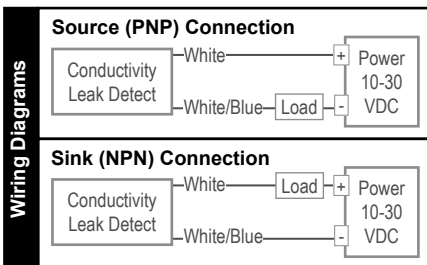 Wiring Diagrams
Source (PNP) Connection
Conductivity
Leak Detect
White
White/Blue
Load
+
-
Power
10-30
VDC
Sink (NPN) Connection
Conductivity
Leak Detect
White
Load
White/Blue
+
-
Power
10-30
VDC